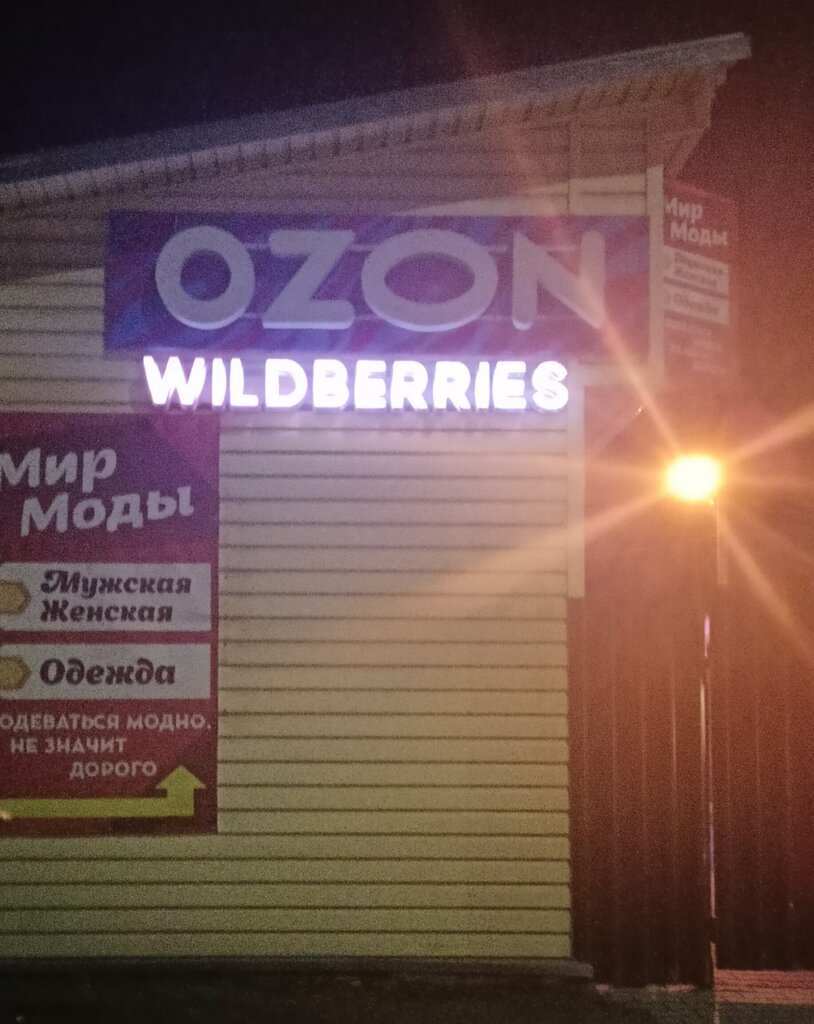 OZON
WILDBERRIES
Мир
Моды
Мужская
Женская
Одежда
ОДЕВАТЬСЯ МОДНО,
НЕ ЗНАЧИТ
ДОРОГО
Мир
Моды